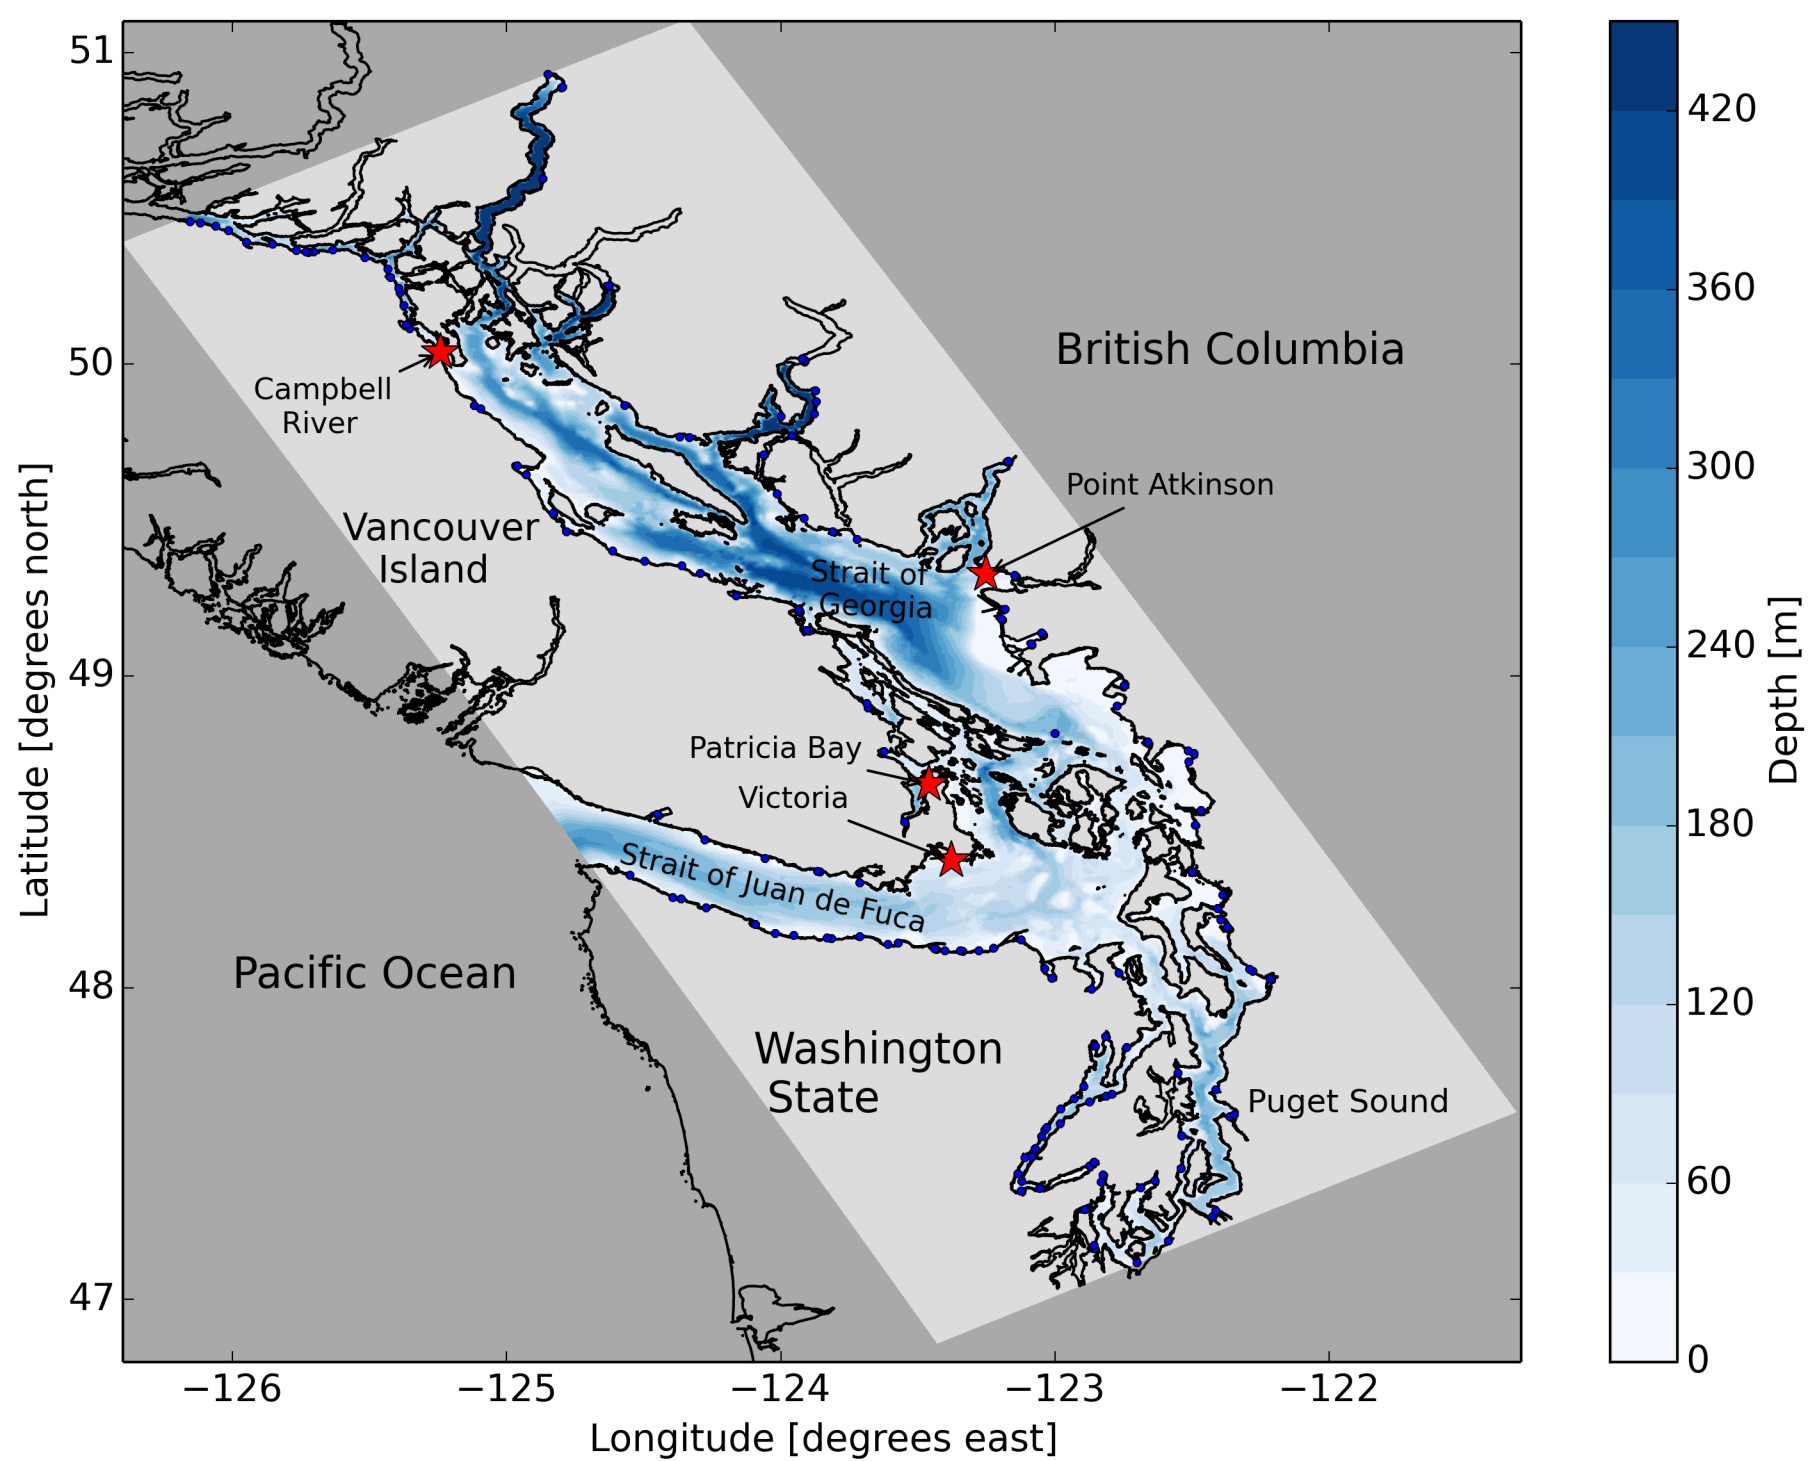 51
50
49
48
47
Latitude [degrees north]
British Columbia
Campbell
River
Point Atkinson
Vancouver
Island
Strait of
Georgia
Patricia Bay
Victoria
Strait of Juan de Fuca
Pacific Ocean
Washington
State
Puget Sound
−126
−125
−124
−123
−122
Longitude [degrees east]
420
360
300
240
180
120
60
0
Depth [m]